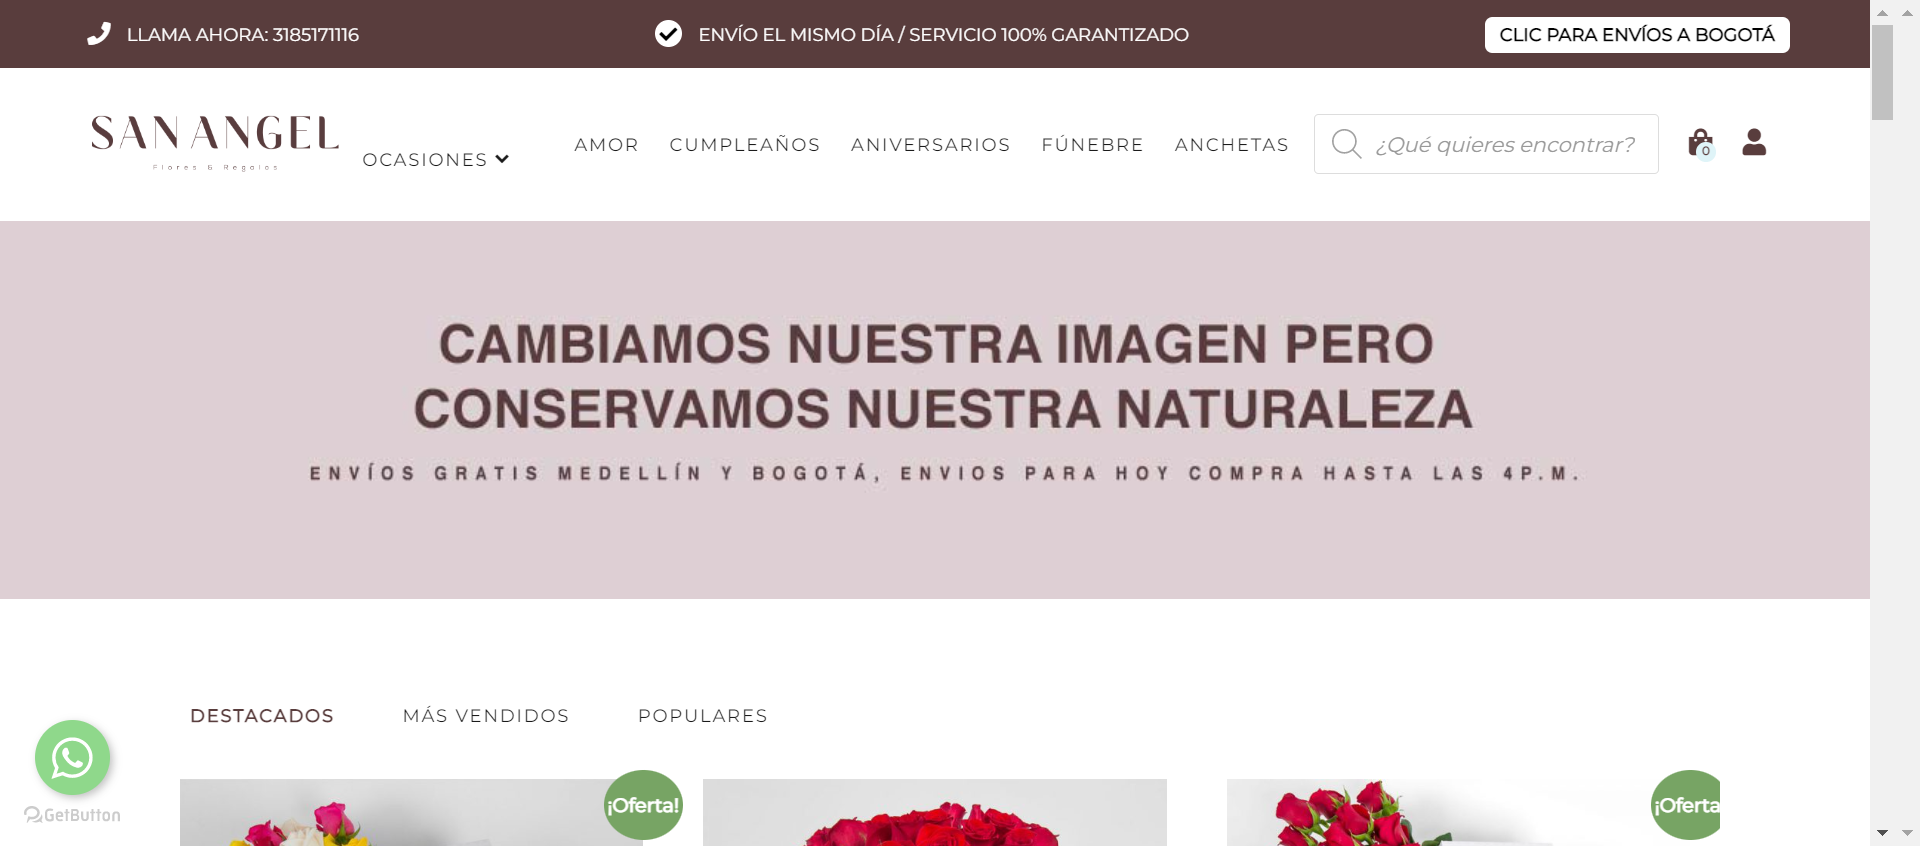 LLAMA AHORA: 3185171116
ENVÍO EL MISMO DÍA / SERVICIO 100% GARANTIZADO
CLIC PARA ENVÍOS A BOGOTÁ
SAN ANGEL
Flores & Regalos
OCASIONES
AMOR
CUMPLEAÑOS
ANIVERSARIOS
FÚNEBRE
ANCHETAS
¿Qué quieres encontrar?
0
CAMBIAMOS NUESTRA IMAGEN PERO
CONSERVAMOS NUESTRA NATURALEZA
ENVÍOS GRATIS MEDELLÍN Y BOGOTÁ, ENVIOS PARA HOY COMPRA HASTA LAS 4P.M.
DESTACADOS
MÁS VENDIDOS
POPULARES
GetButton
¡Oferta!
¡Oferta